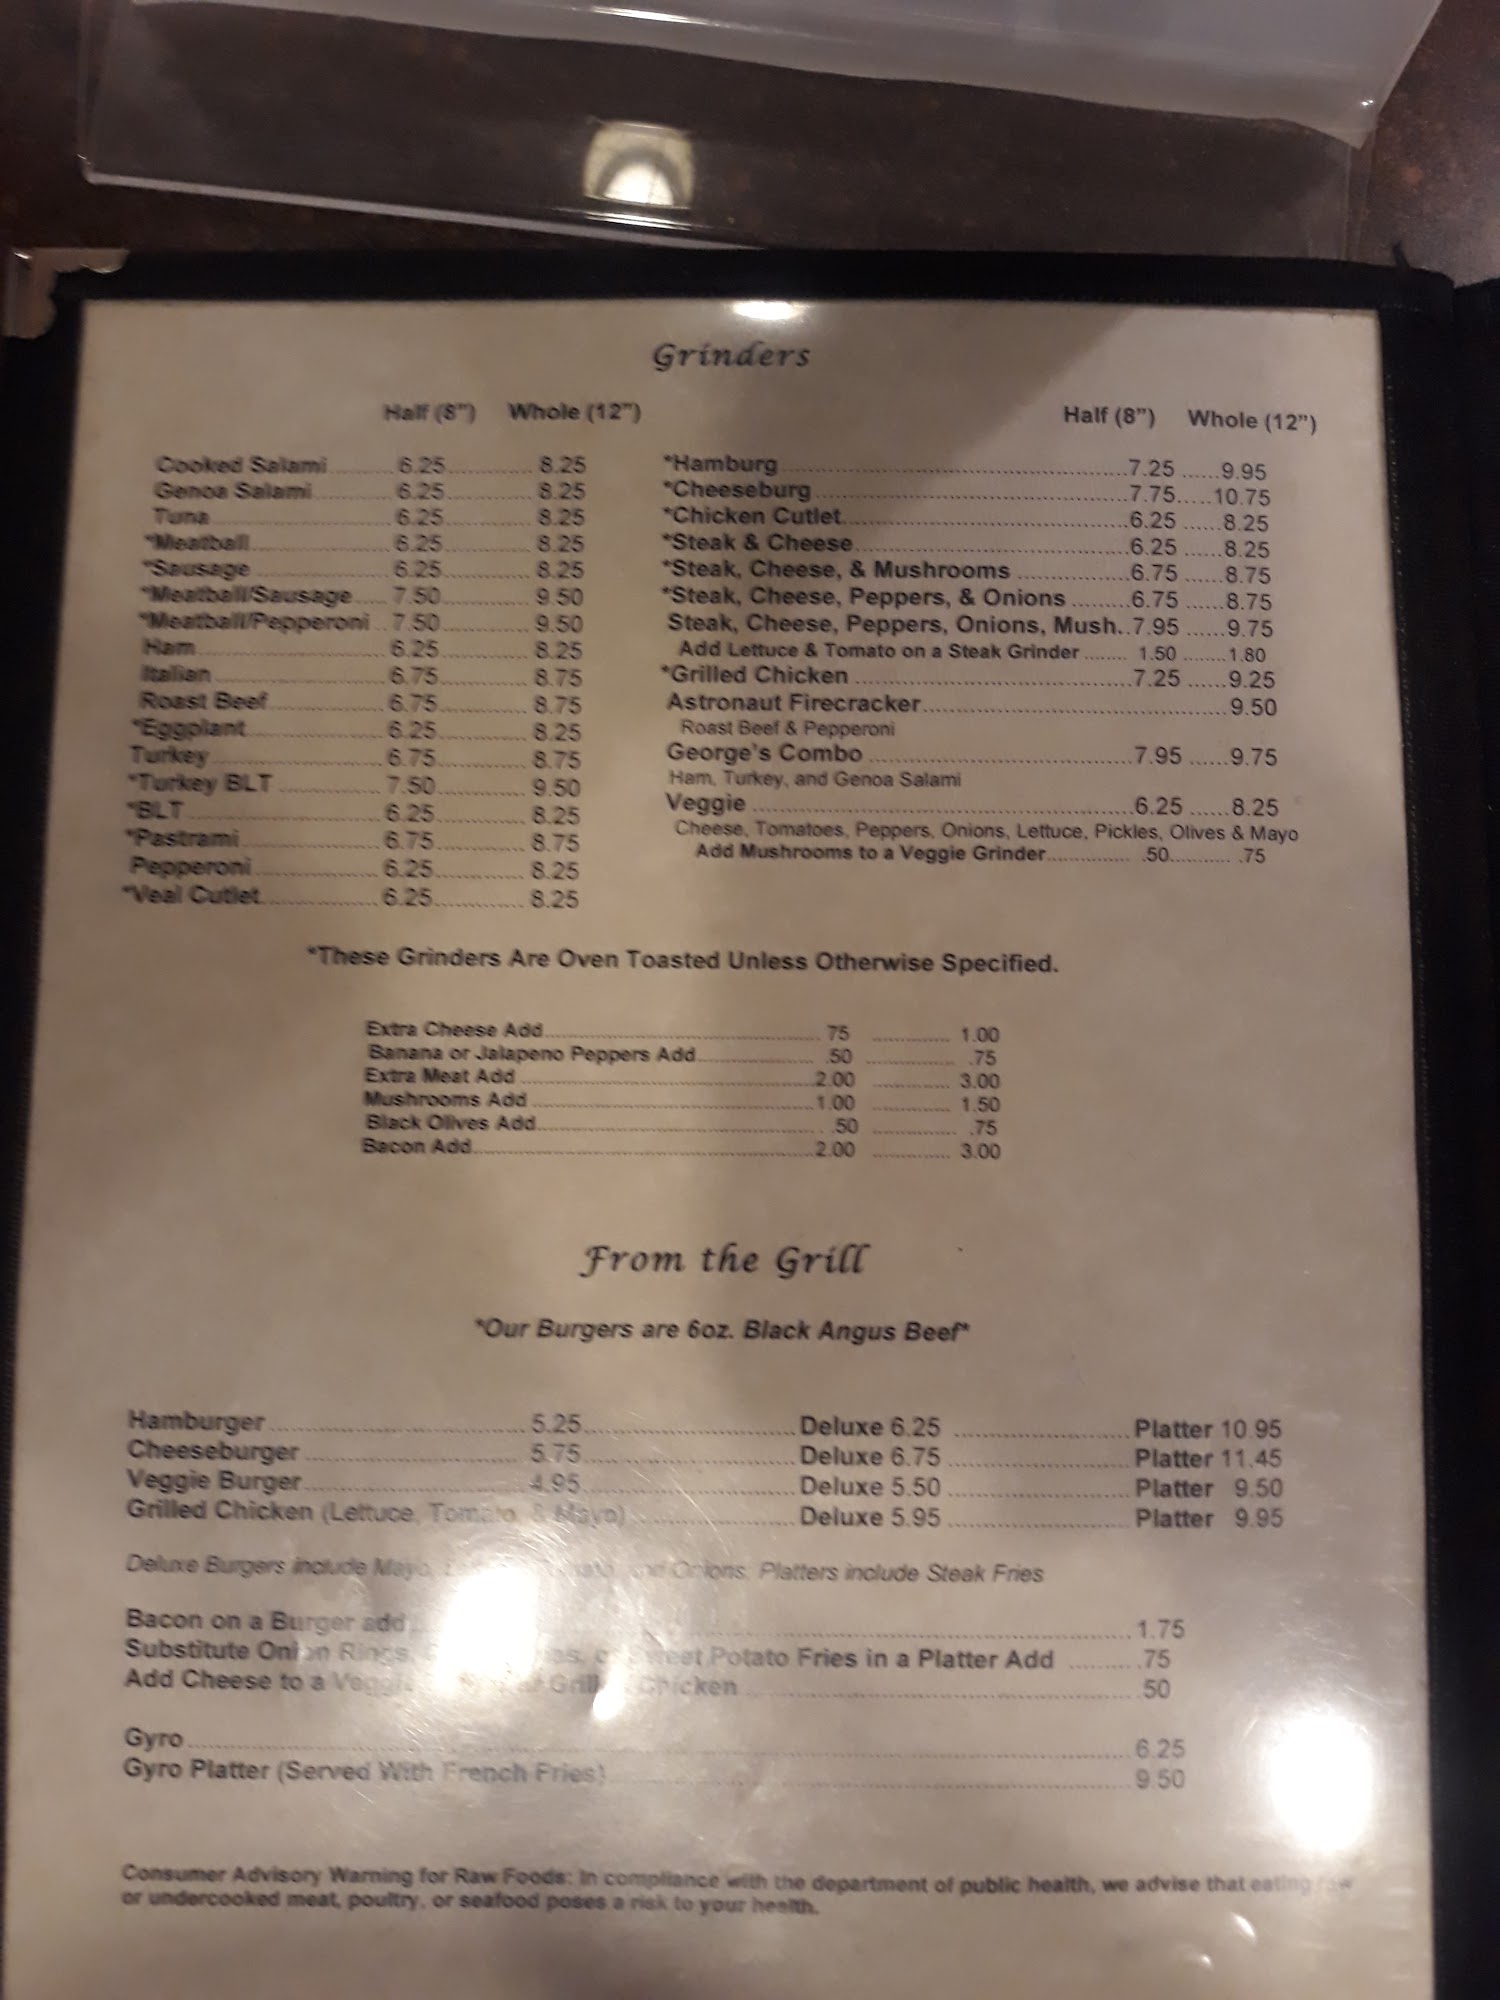 Grinders
Half (8") Whole (12")
Cooked Salami 6.25 8.25
Genoa Salami 6.25 8.25
Tuna 6.25 8.25
*Meatball 6.25 8.25
*Sausage 6.25 8.25
*Meatball/Sausage 7.50 9.50
*Meatball/Pepperoni 7.50 9.50
Ham 6.25 8.25
Italian 6.75 8.75
Roast Beef 6.75 8.75
*Eggplant 6.25 8.25
Turkey 6.75 8.75
*Turkey BLT 7.50 9.50
*BLT 6.25 8.25
*Pastrami 6.75 8.75
Pepperoni 6.25 8.25
*Veal Cutlet 6.25 8.25
Half (8") Whole (12")
*Hamburg 7.25 9.95
*Cheeseburg 7.75 10.75
*Chicken Cutlet 6.25 8.25
*Steak & Cheese 6.25 8.25
*Steak, Cheese, & Mushrooms 6.75 8.75
*Steak, Cheese, Peppers, & Onions 6.75 8.75
Steak, Cheese, Peppers, Onions, Mush. 7.95 9.75
Add Lettuce & Tomato on a Steak Grinder 1.50 1.80
*Grilled Chicken 7.25 9.25
Astronaut Firecracker 9.50
Roast Beef & Pepperoni
George's Combo 7.95 9.75
Ham, Turkey, and Genoa Salami
Veggie 6.25 8.25
Cheese, Tomatoes, Peppers, Onions, Lettuce, Pickles, Olives & Mayo
Add Mushrooms to a Veggie Grinder .50 .75
*These Grinders Are Oven Toasted Unless Otherwise Specified.
Extra Cheese Add 75 1.00
Banana or Jalapeno Peppers Add .50 .75
Extra Meat Add 2.00 3.00
Mushrooms Add 1.00 1.50
Black Olives Add .50 .75
Bacon Add 2.00 3.00
From the Grill
*Our Burgers are 6oz. Black Angus Beef*
Hamburger 5.25 Deluxe 6.25 Platter 10.95
Cheeseburger 5.75 Deluxe 6.75 Platter 11.45
Veggie Burger 4.95 Deluxe 5.50 Platter 9.50
Grilled Chicken (Lettuce, Tomato, & Mayo) Deluxe 5.95 Platter 9.95
Deluxe Burgers include Mayo, and Onions. Platters include Steak Fries
Bacon on a Burger add 1.75
Substitute Onion Rings, or Sweet Potato Fries in a Platter Add .75
Add Cheese to a Veggie Grilled Chicken .50
Gyro 6.25
Gyro Platter (Served With French Fries) 9.50
Consumer Advisory Warning for Raw Foods: In compliance with the department of public health, we advise that eating raw
or undercooked meat, poultry, or seafood poses a risk to your health.